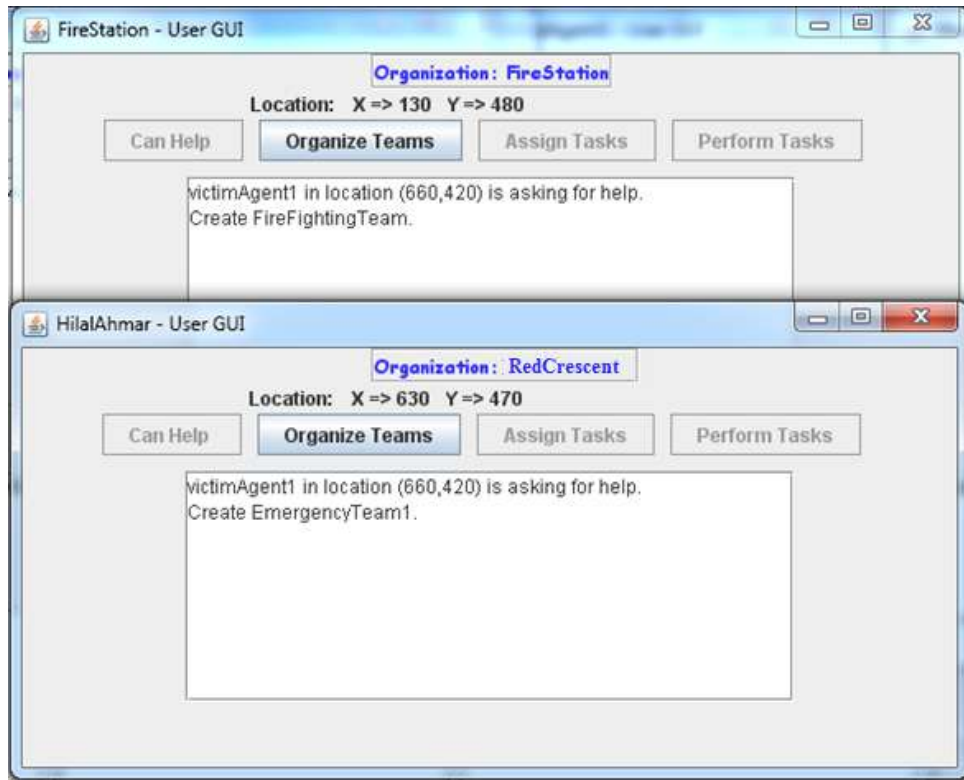 FireStation - User GUI
Organization: FireStation
Location: X => 130 Y => 480
Can Help Organize Teams Assign Tasks Perform Tasks
victimAgent1 in location (660,420) is asking for help.
Create FireFightingTeam.
HilalAhmar - User GUI
Organization: RedCrescent
Location: X => 630 Y => 470
Can Help Organize Teams Assign Tasks Perform Tasks
victimAgent1 in location (660,420) is asking for help.
Create EmergencyTeam1.